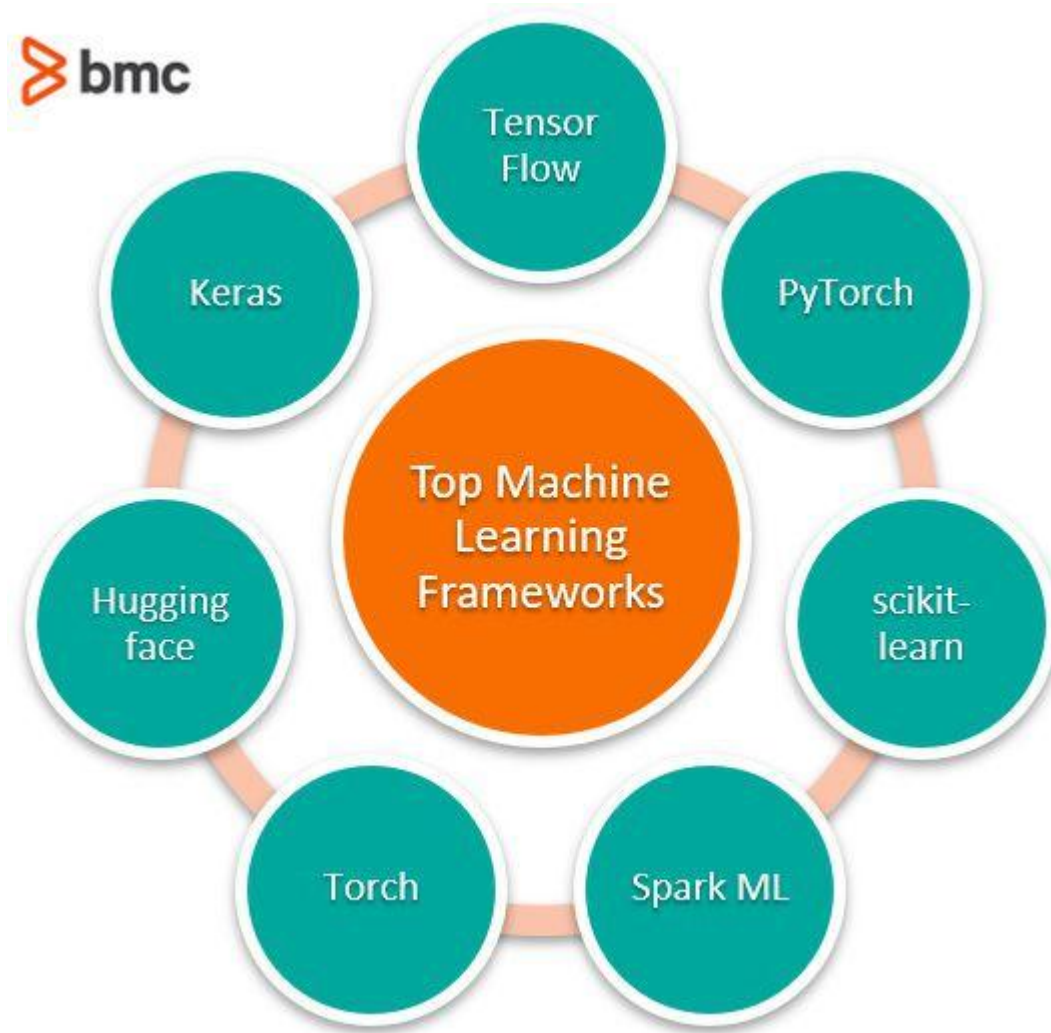 bmc
Tensor
Flow
PyTorch
scikit-
learn
Spark ML
Torch
Hugging
face
Keras
Top Machine
Learning
Frameworks